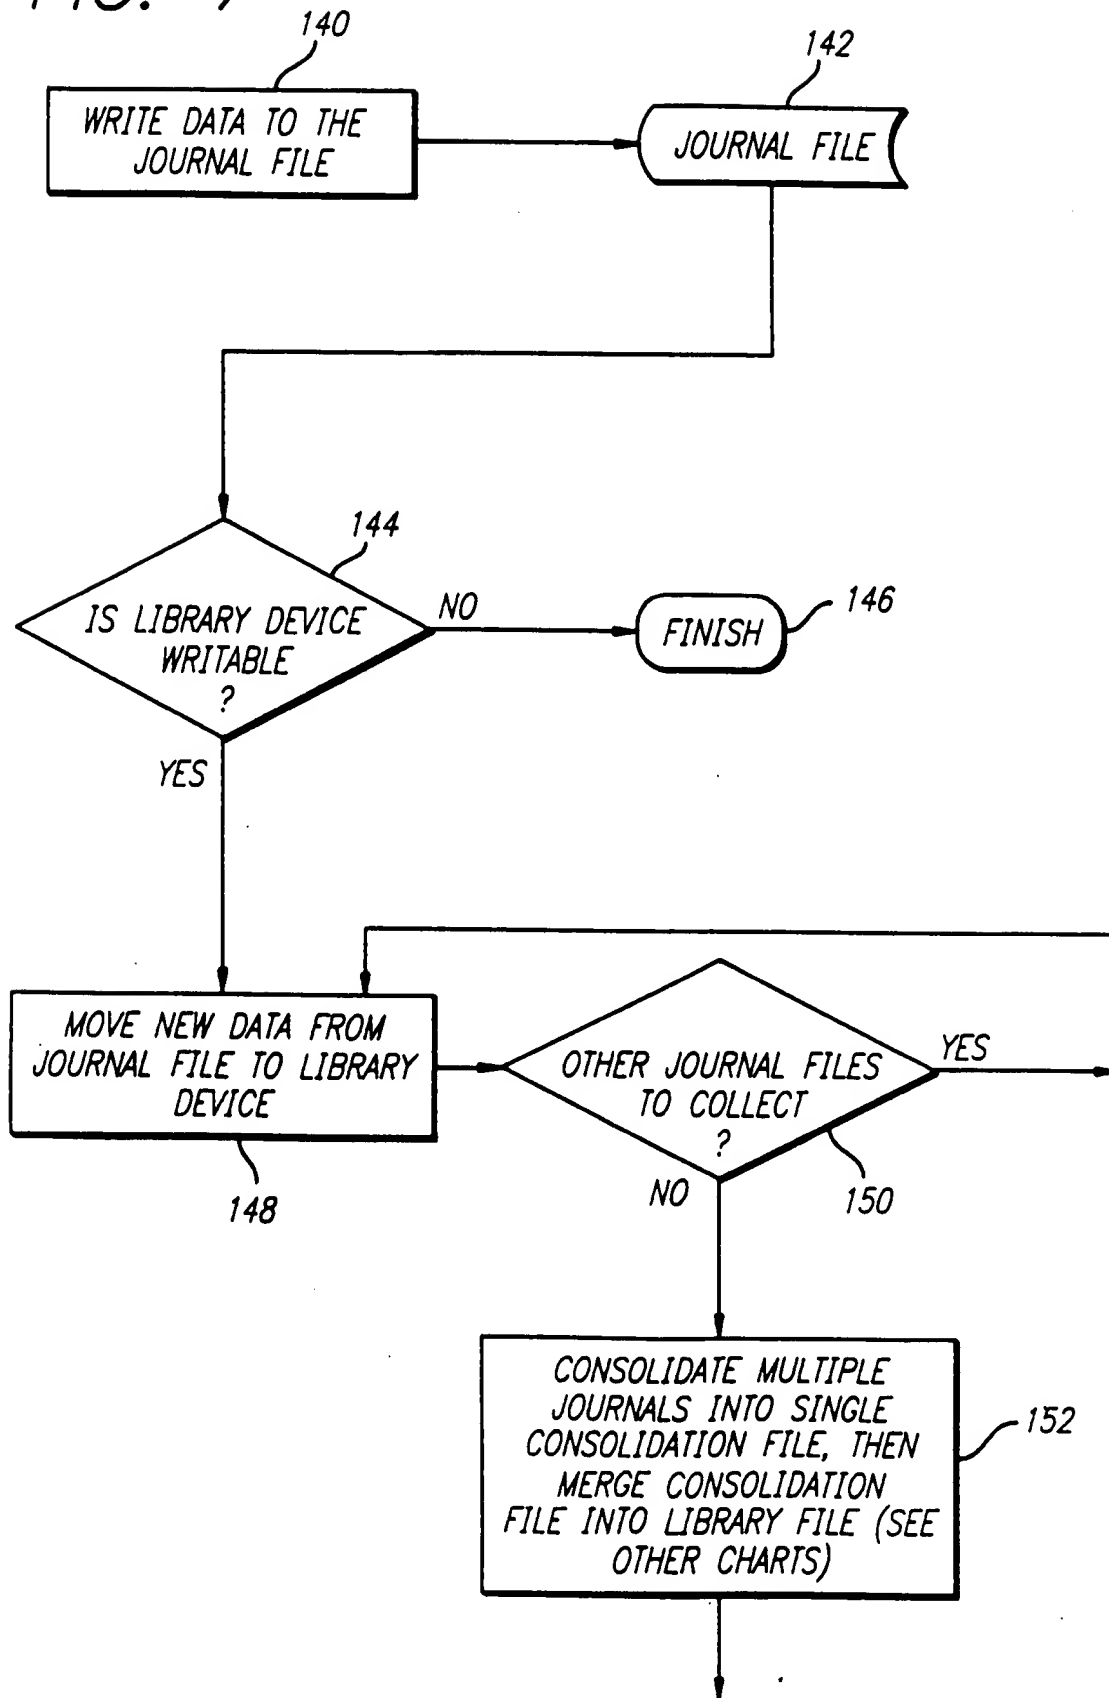 FIG.
140
142
WRITE DATA TO THE
JOURNAL FILE
JOURNAL FILE
144
IS LIBRARY DEVICE
WRITABLE
?
NO
FINISH
146
YES
MOVE NEW DATA FROM
JOURNAL FILE TO LIBRARY
DEVICE
148
OTHER JOURNAL FILES
TO COLLECT
?
YES
NO
150
CONSOLIDATE MULTIPLE
JOURNALS INTO SINGLE
CONSOLIDATION FILE, THEN
MERGE CONSOLIDATION
FILE INTO LIBRARY FILE (SEE
OTHER CHARTS)
152